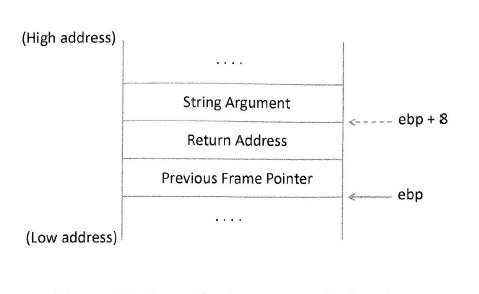 (High address)
....
String Argument
ebp + 8
Return Address
Previous Frame Pointer
ebp
....
(Low address)